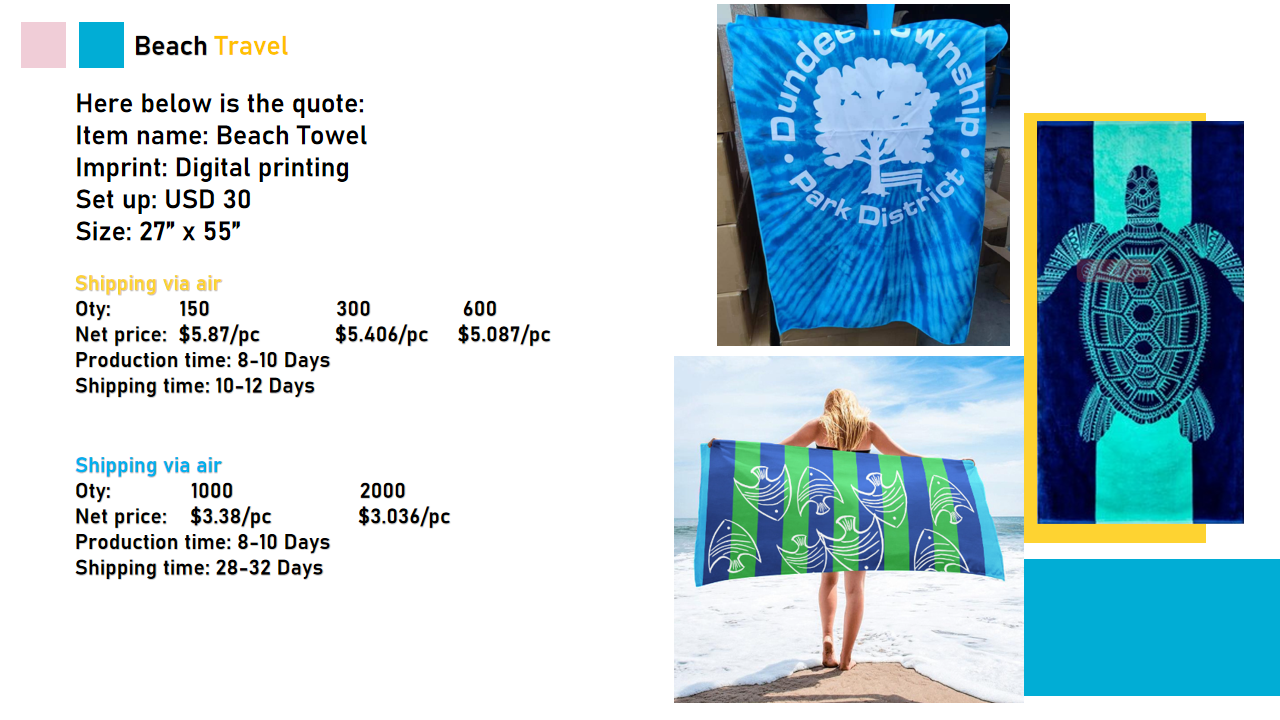 Beach Travel
Here below is the quote:
Item name: Beach Towel
Imprint: Digital printing
Set up: USD 30
Size: 27” x 55”
Shipping via air
Qty: 150 300 600
Net price: $5.87/pc $5.406/pc $5.087/pc
Production time: 8-10 Days
Shipping time: 10-12 Days
Shipping via air
Qty: 1000 2000
Net price: $3.38/pc $3.036/pc
Production time: 8-10 Days
Shipping time: 28-32 Days
Dundee Township
Park District